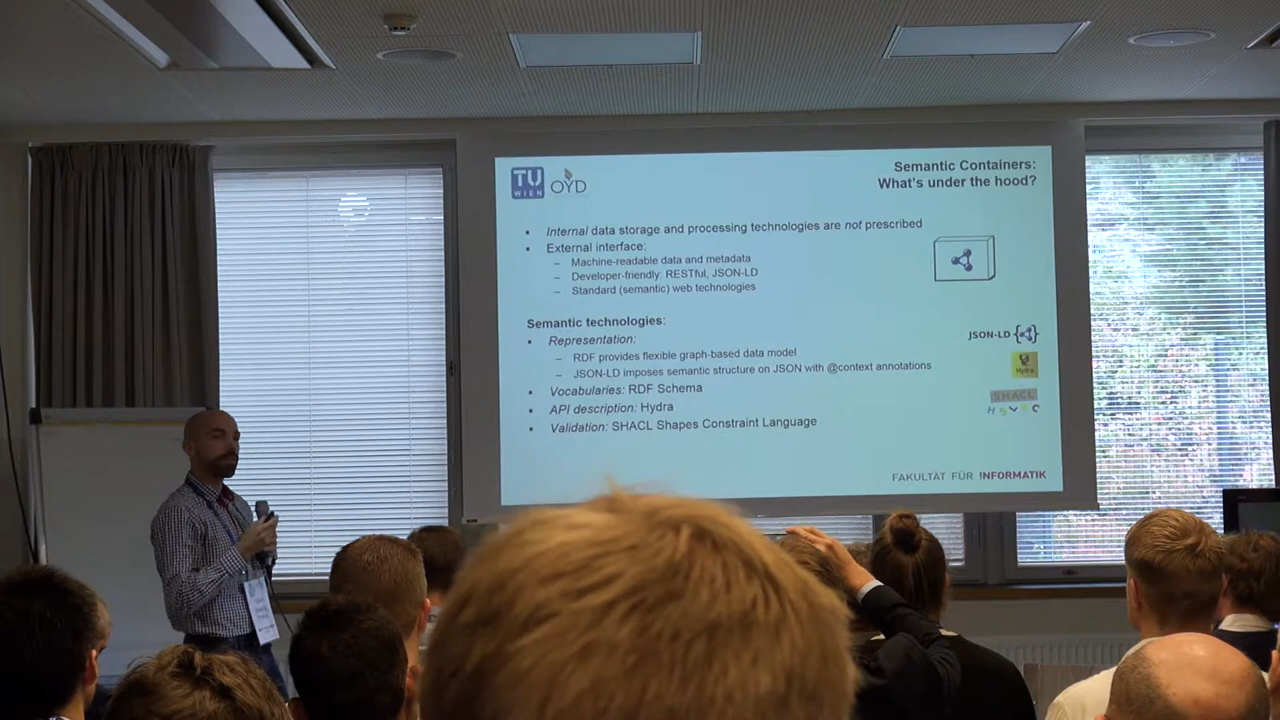 TU
WIEN
OYD
Semantic Containers:
What's under the hood?
Internal data storage and processing technologies are not prescribed
External interface:
– Machine-readable data and metadata
– Developer-friendly: RESTful, JSON-LD
– Standard (semantic) web technologies
Semantic technologies:
Representation:
– RDF provides flexible graph-based data model
– JSON-LD imposes semantic structure on JSON with @context annotations
Vocabularies: RDF Schema
API description: Hydra
Validation: SHACL Shapes Constraint Language
JSON-LD
Hydra
SHACL
FAKULTÄT FÜR INFORMATIK